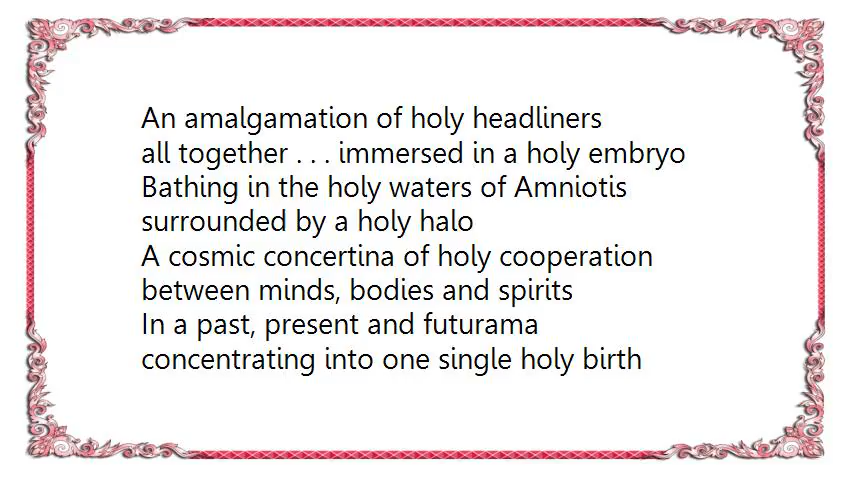 An amalgamation of holy headliners
all together . . . immersed in a holy embryo
Bathing in the holy waters of Amniotis
surrounded by a holy halo
A cosmic concertina of holy cooperation
between minds, bodies and spirits
In a past, present and futurama
concentrating into one single holy birth